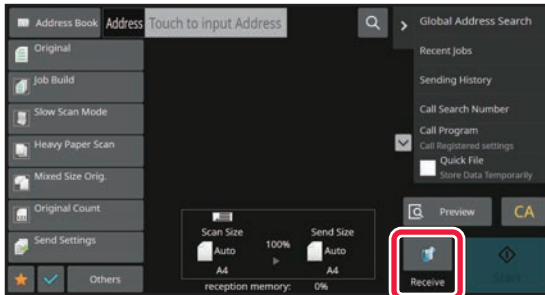 Address Book
Address
Touch to input Address
Original
Job Build
Slow Scan Mode
Heavy Paper Scan
Mixed Size Orig.
Original Count
Send Settings
Others
Scan Size
Auto
A4
100%
Send Size
Auto
A4
reception memory: 0%
Global Address Search
Recent Jobs
Sending History
Call Search Number
Call Program
Call Registered settings
Quick File
Store Data Temporarily
Preview
CA
Receive
Start